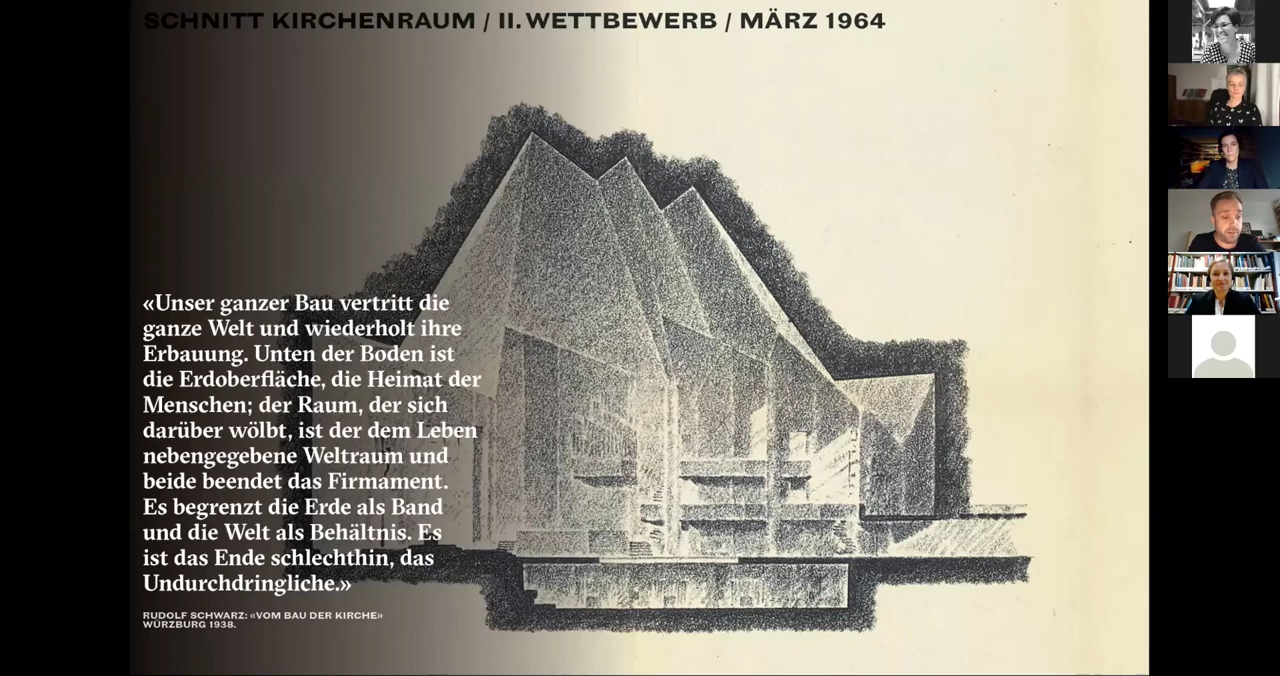 SCHNITT KIRCHENRAUM / II. WETTBEWERB / MÄRZ 1964
«Unser ganzer Bau vertritt die
ganze Welt und wiederholt ihre
Erbauung. Unten der Boden ist
die Erdoberfläche, die Heimat der
Menschen; der Raum, der sich
darüber wölbt, ist der dem Leben
nebengegebene Weltraum und
beide beendet das Firmament.
Es begrenzt die Erde als Band
und die Welt als Behältnis. Es
ist das Ende schlechthin, das
Undurchdringliche.»
RUDOLF SCHWARZ: «VOM BAU DER KIRCHE»
WÜRZBURG 1938.